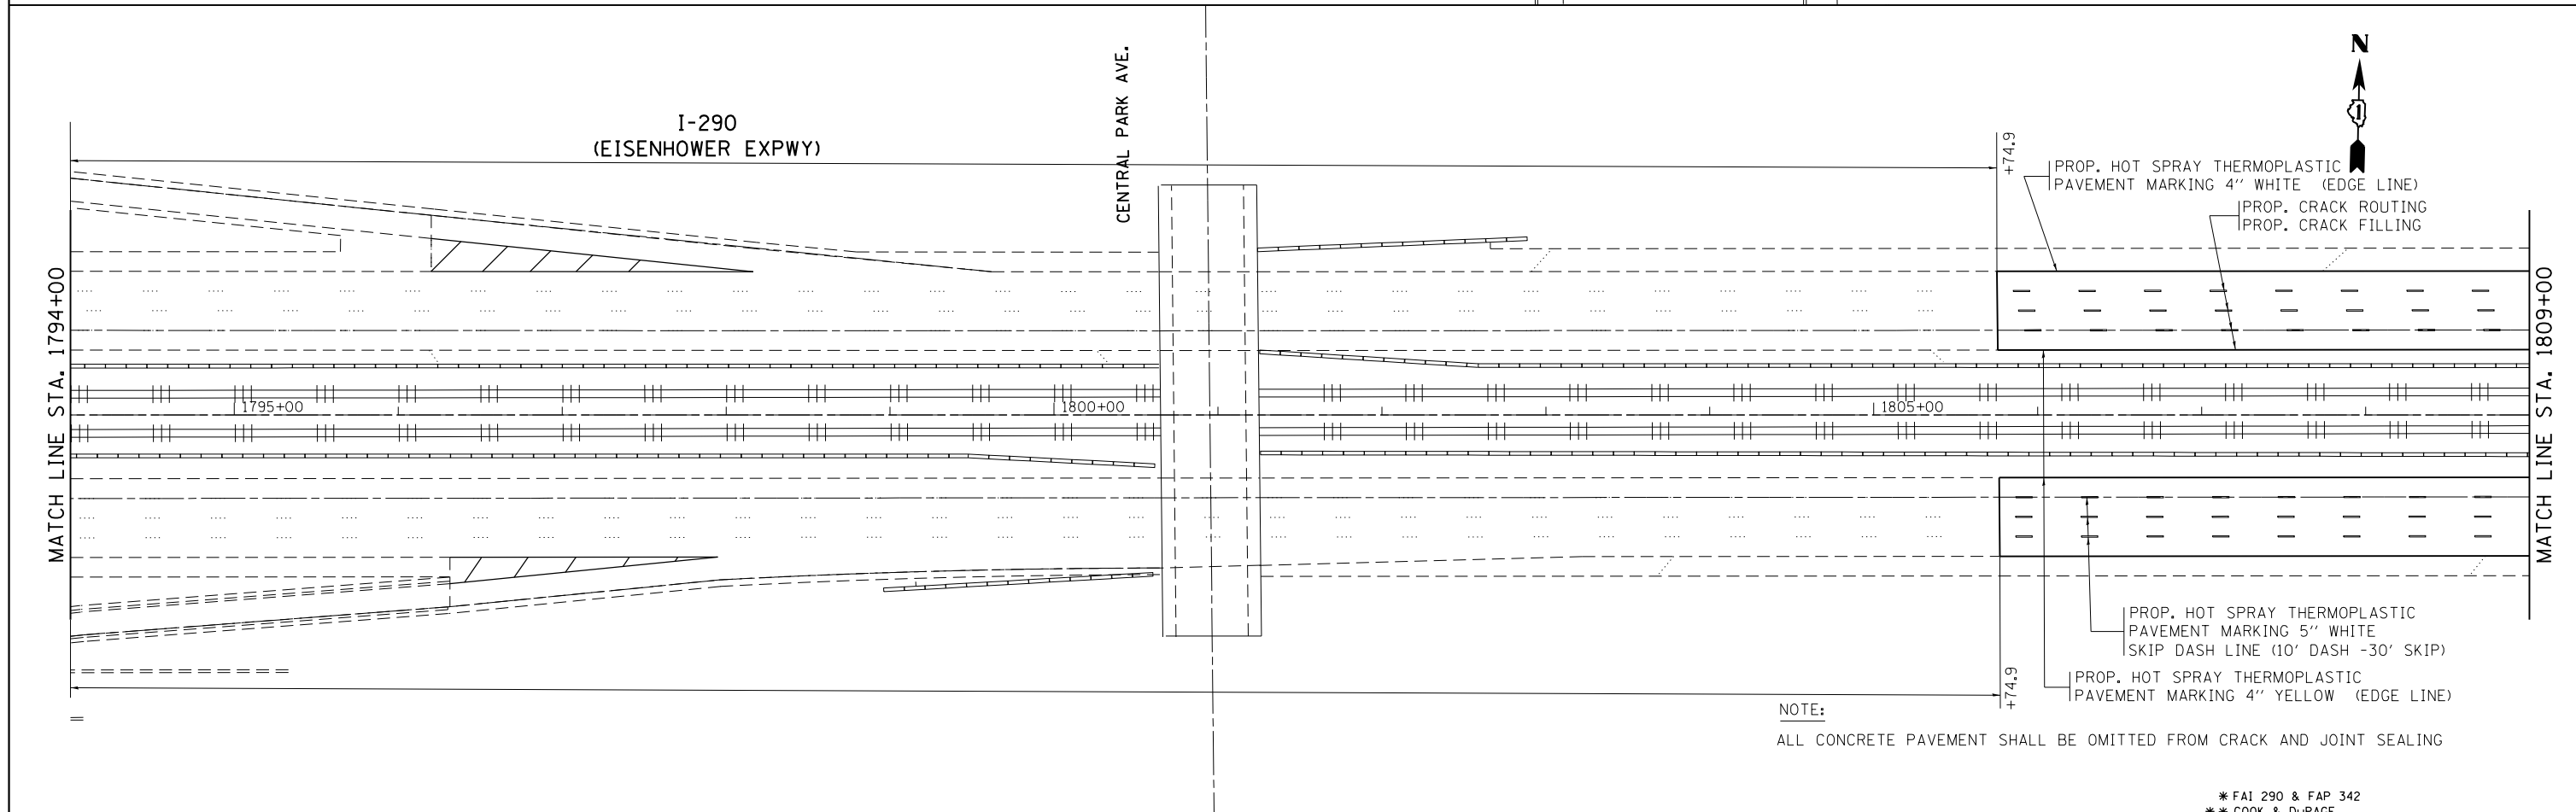 N
1
CENTRAL PARK AVE.
I-290
(EISENHOWER EXPWY)
+74.9
PROP. HOT SPRAY THERMOPLASTIC
PAVEMENT MARKING 4'' WHITE (EDGE LINE)
PROP. CRACK ROUTING
PROP. CRACK FILLING
MATCH LINE STA. 1794+00
MATCH LINE STA. 1809+00
1795+00
1800+00
1805+00
PROP. HOT SPRAY THERMOPLASTIC
PAVEMENT MARKING 5'' WHITE
SKIP DASH LINE (10' DASH -30' SKIP)
+74.9
PROP. HOT SPRAY THERMOPLASTIC
PAVEMENT MARKING 4'' YELLOW (EDGE LINE)
NOTE:
ALL CONCRETE PAVEMENT SHALL BE OMITTED FROM CRACK AND JOINT SEALING
* FAI 290 & FAP 342
** COOK & DuPAGE